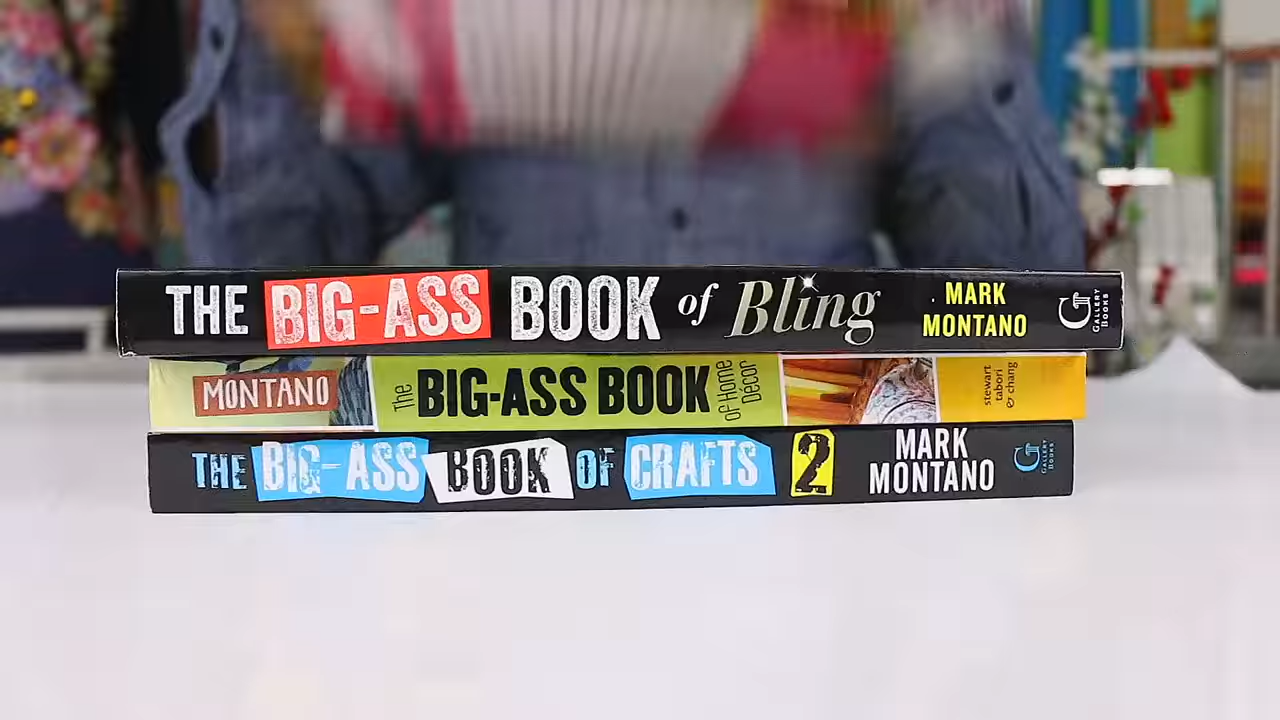 THE BIG-ASS BOOK of Bling MARK MONTANO G GALLERY BOOKS
MONTANO The BIG-ASS BOOK of Home Décor stewart tabori & chang
THE BIG-ASS BOOK OF CRAFTS 2 MARK MONTANO G GALLERY BOOKS